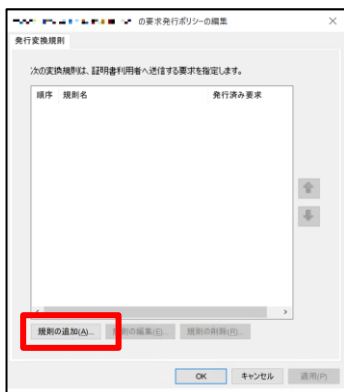 の要求発行ポリシーの編集
発行変換規則
次の変換規則は、証明書利用者へ送信する要求を指定します。
順序 規則名 発行済み要求
規則の追加(A)... 規則の編集(E)... 規則の削除(R)...
OK キャンセル 適用(P)